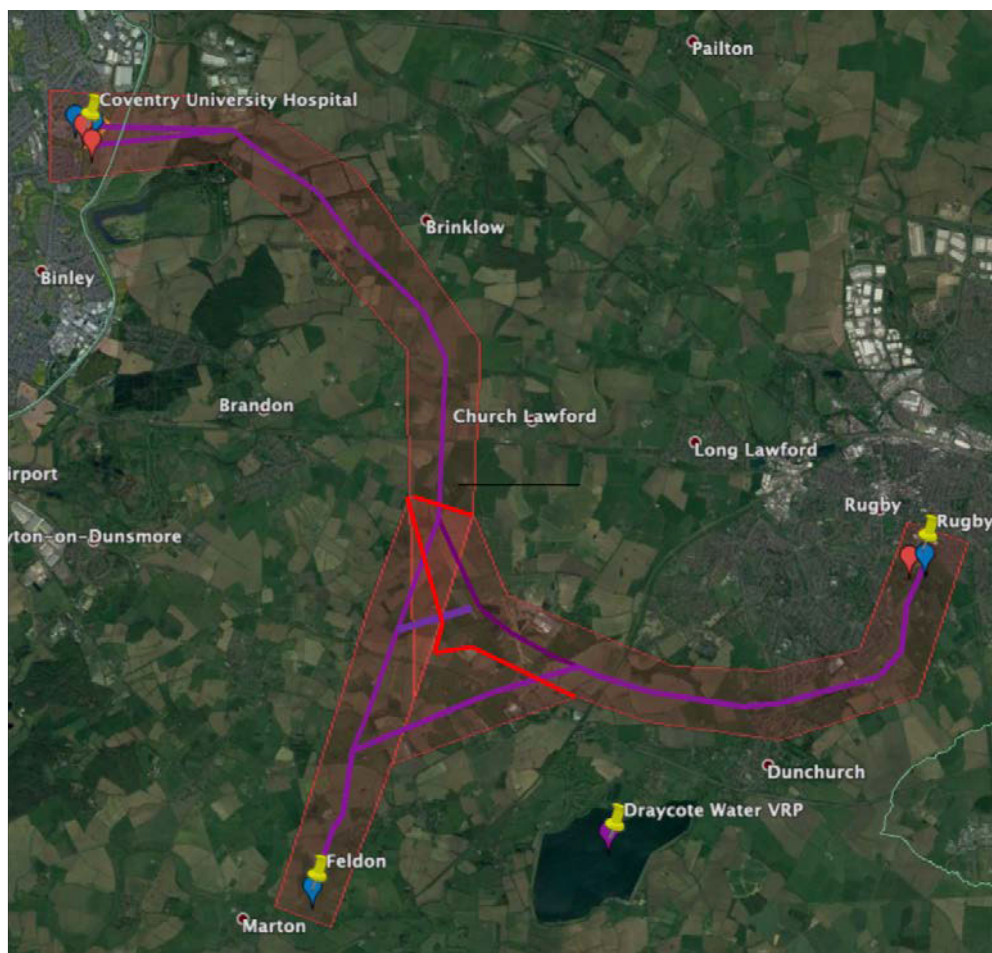 Pailton
Coventry University Hospital
Brinklow
Binley
Brandon
Church Lawford
Long Lawford
irport
Rugby
Rugby
yton-on-Dunsmore
Dunchurch
Draycote Water VRP
Feldon
Marton